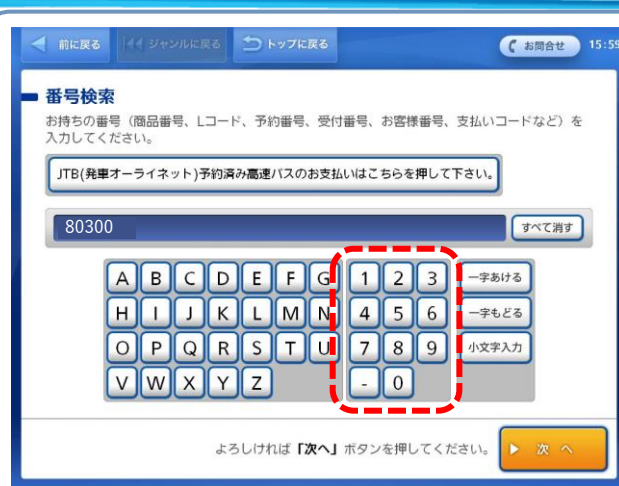 前に戻る
ジャンルに戻る
トップに戻る
お問合せ
15:59
番号検索
お持ちの番号（商品番号、Lコード、予約番号、受付番号、お客様番号、支払いコードなど）を
入力してください。
JTB(発車オーライネット)予約済み高速バスのお支払いはこちらを押して下さい。
80300
すべて消す
A B C D E F G 1 2 3 一字あける
H I J K L M N 4 5 6 一字もどる
O P Q R S T U 7 8 9 小文字入力
V W X Y Z - 0
よろしければ「次へ」ボタンを押してください。
次 へ